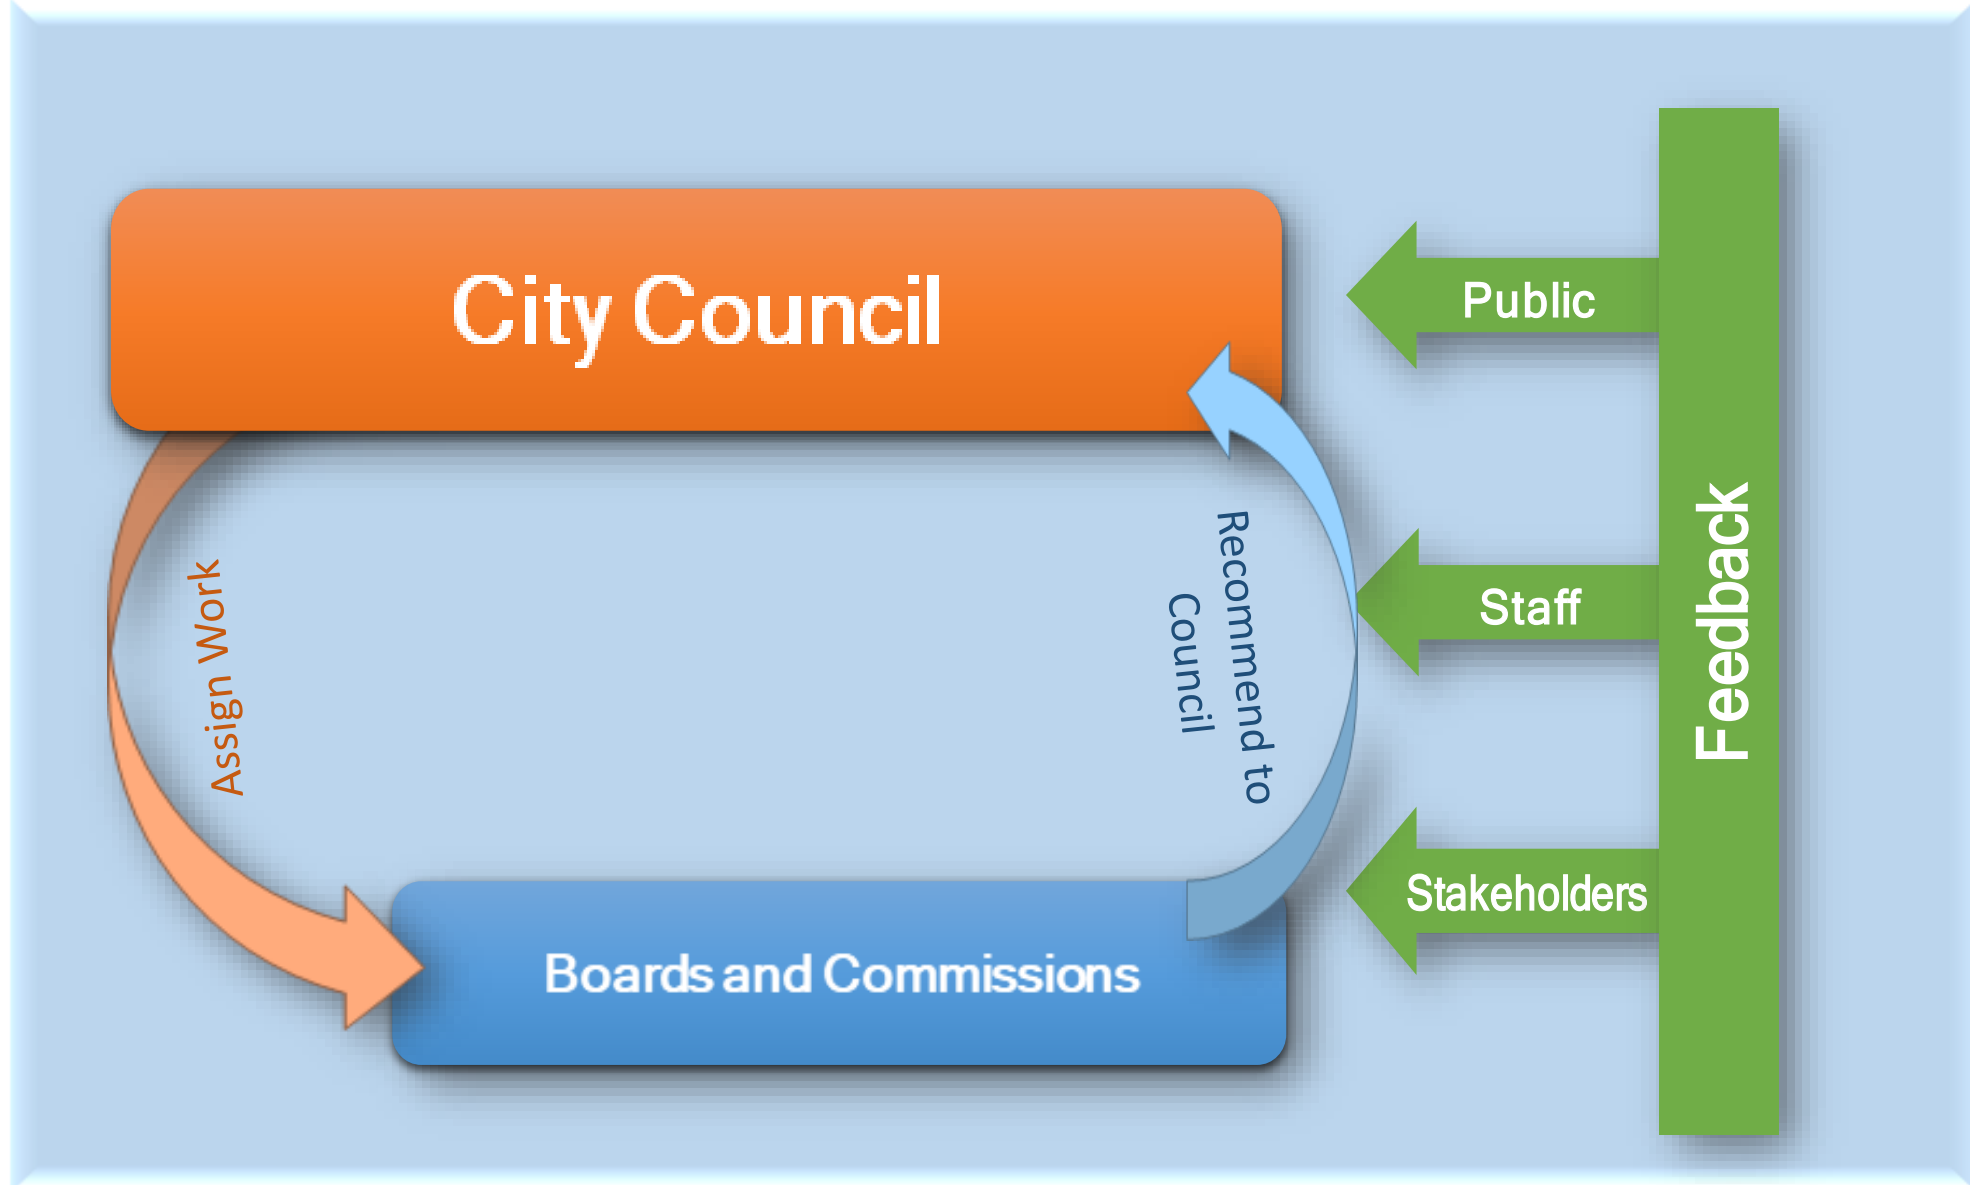 City Council
Assign Work
Recommend to
Council
Boards and Commissions
Public
Staff
Stakeholders
Feedback